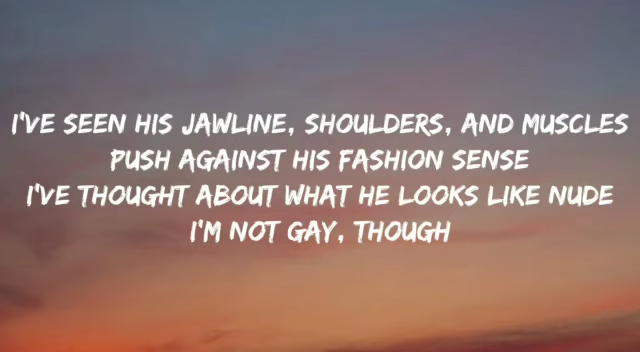 I'VE SEEN HIS JAWLINE, SHOULDERS, AND MUSCLES
PUSH AGAINST HIS FASHION SENSE
I'VE THOUGHT ABOUT WHAT HE LOOKS LIKE NUDE
I'M NOT GAY, THOUGH